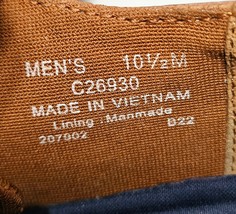 MEN'S 10½M
C26930
MADE IN VIETNAM
Lining : Manmade
207902 B22